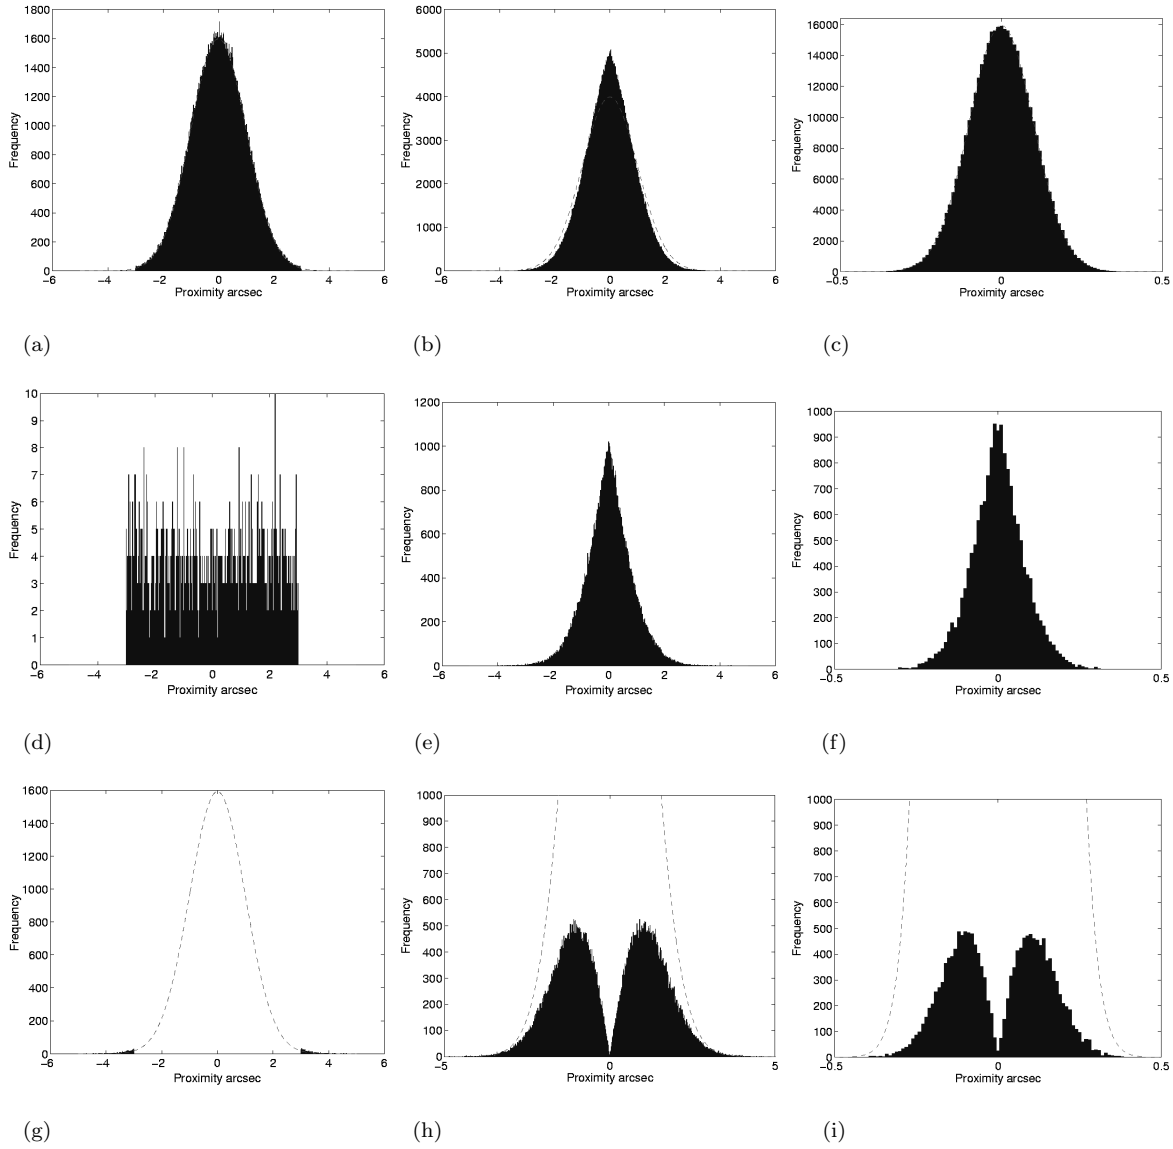 1800
1600
1400
1200
1000
800
600
400
200
0
Frequency
−6 −4 −2 0 2 4 6
Proximity arcsec
(a)
6000
5000
4000
3000
2000
1000
0
Frequency
−6 −4 −2 0 2 4 6
Proximity arcsec
(b)
16000
14000
12000
10000
8000
6000
4000
2000
0
Frequency
−0.5 0 0.5
Proximity arcsec
(c)
10
9
8
7
6
5
4
3
2
1
0
Frequency
−6 −4 −2 0 2 4 6
Proximity arcsec
(d)
1200
1000
800
600
400
200
0
Frequency
−6 −4 −2 0 2 4 6
Proximity arcsec
(e)
1000
900
800
700
600
500
400
300
200
100
0
Frequency
−0.5 0 0.5
Proximity arcsec
(f)
1600
1400
1200
1000
800
600
400
200
0
Frequency
−6 −4 −2 0 2 4 6
Proximity arcsec
(g)
1000
900
800
700
600
500
400
300
200
100
0
Frequency
−5 0 5
Proximity arcsec
(h)
1000
900
800
700
600
500
400
300
200
100
0
Frequency
−0.5 0 0.5
Proximity arcsec
(i)